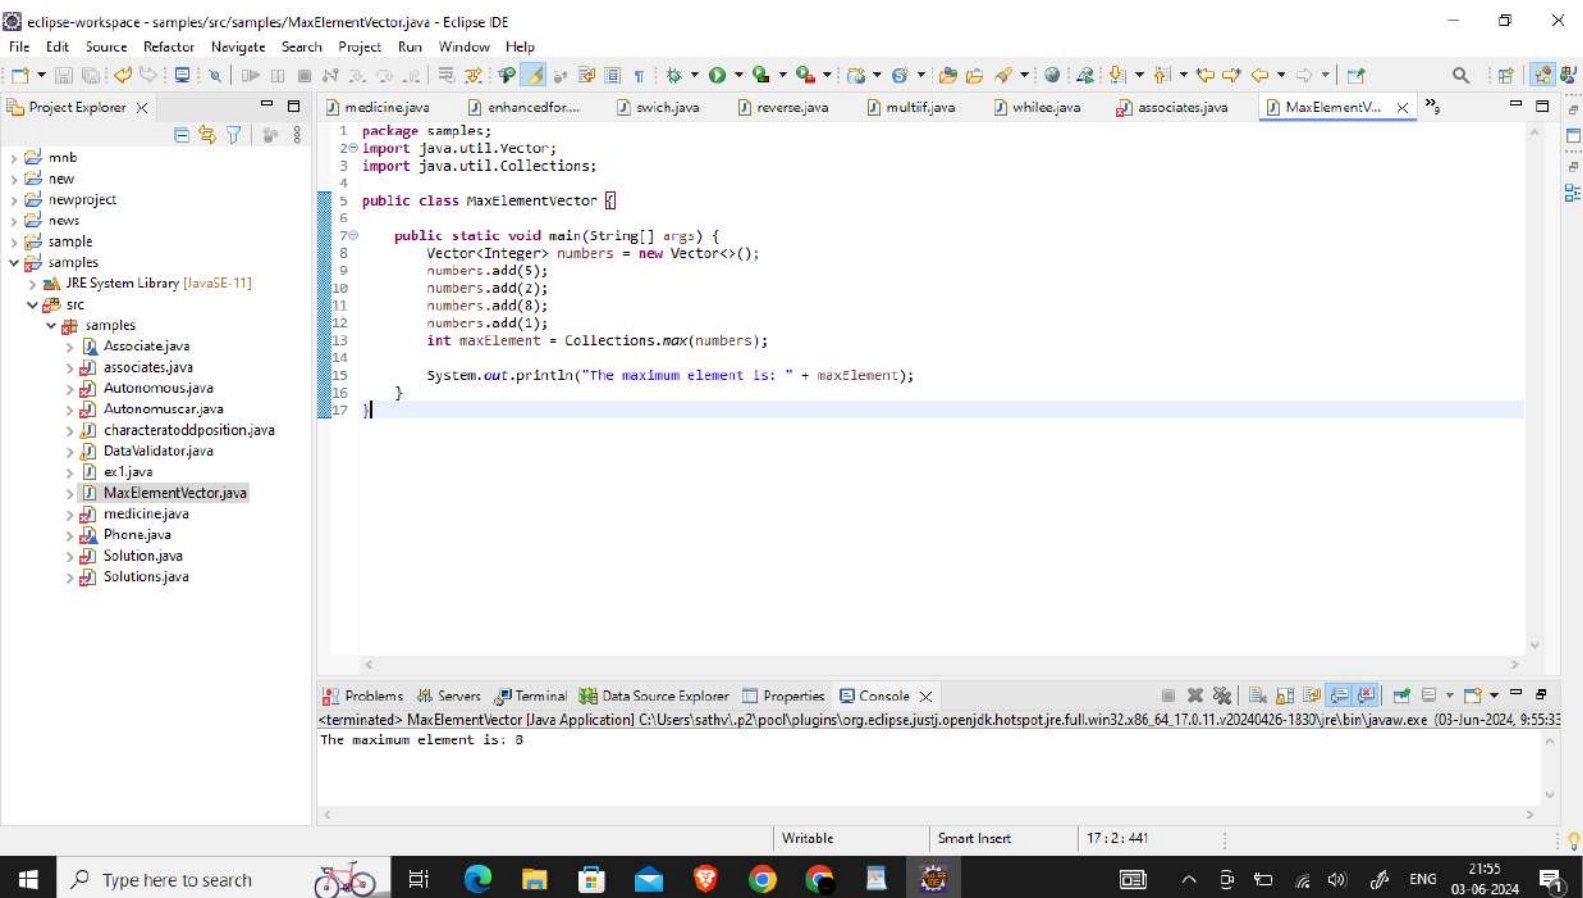 eclipse-workspace - samples/src/samples/MaxElementVector.java - Eclipse IDE
File Edit Source Refactor Navigate Search Project Run Window Help
Project Explorer
medicine.java enhancedfor.... swich.java reverse.java multiif.java whilee.java associates.java MaxElementV... »9
mnb
new
newproject
news
sample
samples
JRE System Library [JavaSE-11]
src
samples
Associate.java
associates.java
Autonomous.java
Autonomuscar.java
characteratoddposition.java
DataValidator.java
ex1.java
MaxElementVector.java
medicine.java
Phone.java
Solution.java
Solutions.java
1 package samples;
2 import java.util.Vector;
3 import java.util.Collections;
4
5 public class MaxElementVector {
6
7 public static void main(String[] args) {
8 Vector<Integer> numbers = new Vector<>();
9 numbers.add(5);
10 numbers.add(2);
11 numbers.add(8);
12 numbers.add(1);
13 int maxElement = Collections.max(numbers);
14
15 System.out.println("The maximum element is: " + maxElement);
16 }
17 }
Problems Servers Terminal Data Source Explorer Properties Console
<terminated> MaxElementVector [Java Application] C:\Users\sathv\.p2\pool\plugins\org.eclipse.justj.openjdk.hotspot.jre.full.win32.x86_64_17.0.11.v20240426-1830\jre\bin\javaw.exe (03-Jun-2024, 9:55:33
The maximum element is: 8
Writable Smart Insert 17 : 2 : 441
Type here to search
ENG
21:55
03-06-2024
1